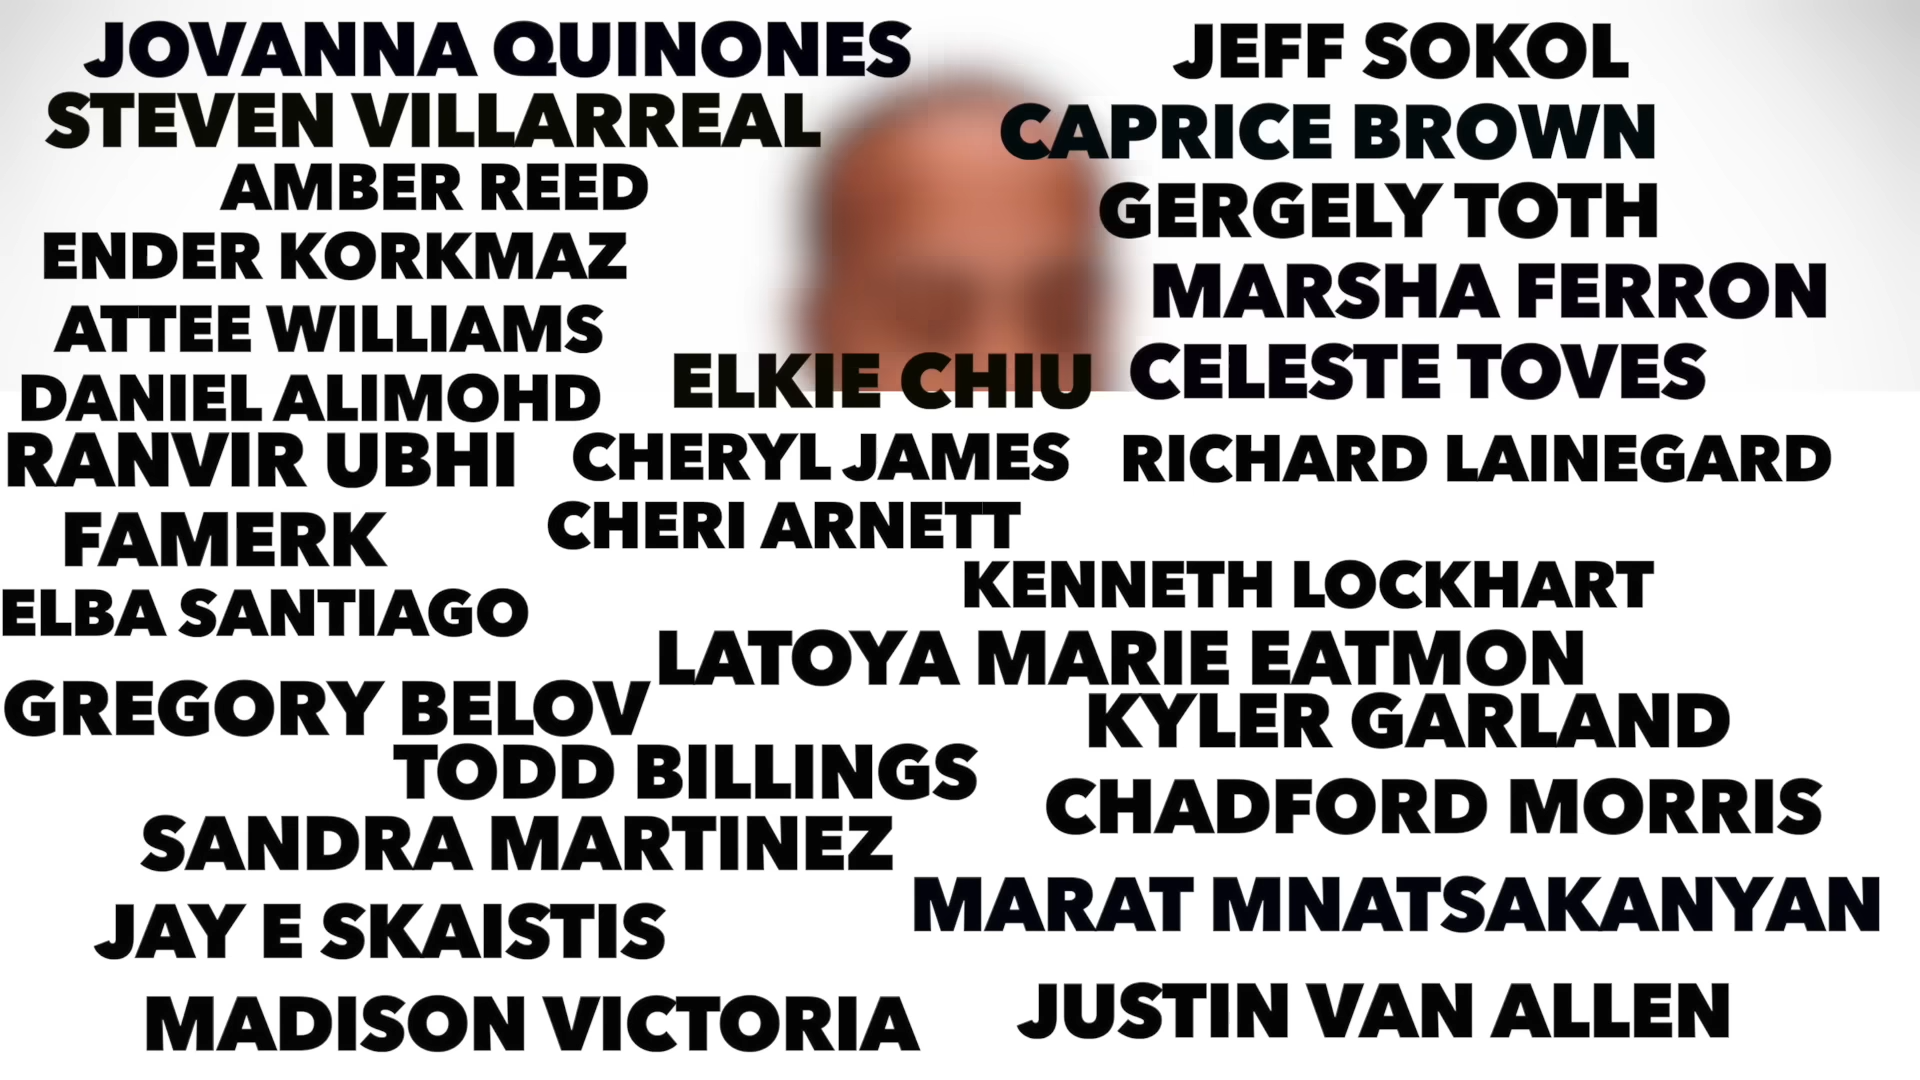 JOVANNA QUINONES
STEVEN VILLARREAL
AMBER REED
ENDER KORKMAZ
ATTEE WILLIAMS
DANIEL ALIMOHD
RANVIR UBHI
FAMERK
ELBA SANTIAGO
GREGORY BELOV
TODD BILLINGS
SANDRA MARTINEZ
JAY E SKAISTIS
MADISON VICTORIA
ELKIE CHIU
CHERYL JAMES
CHERI ARNETT
JEFF SOKOL
CAPRICE BROWN
GERGELY TOTH
MARSHA FERRON
CELESTE TOVES
RICHARD LAINEGARD
KENNETH LOCKHART
LATOYA MARIE EATMON
KYLER GARLAND
CHADFORD MORRIS
MARAT MNATSAKANYAN
JUSTIN VAN ALLEN